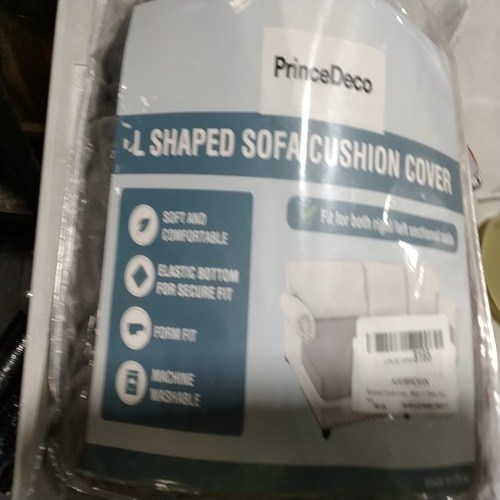 PrinceDeco
L SHAPED SOFA CUSHION COVER
Fit for both right left sectional sofa
SOFT AND
COMFORTABLE
ELASTIC BOTTOM
FOR SECURE FIT
FORM FIT
MACHINE
WASHABLE